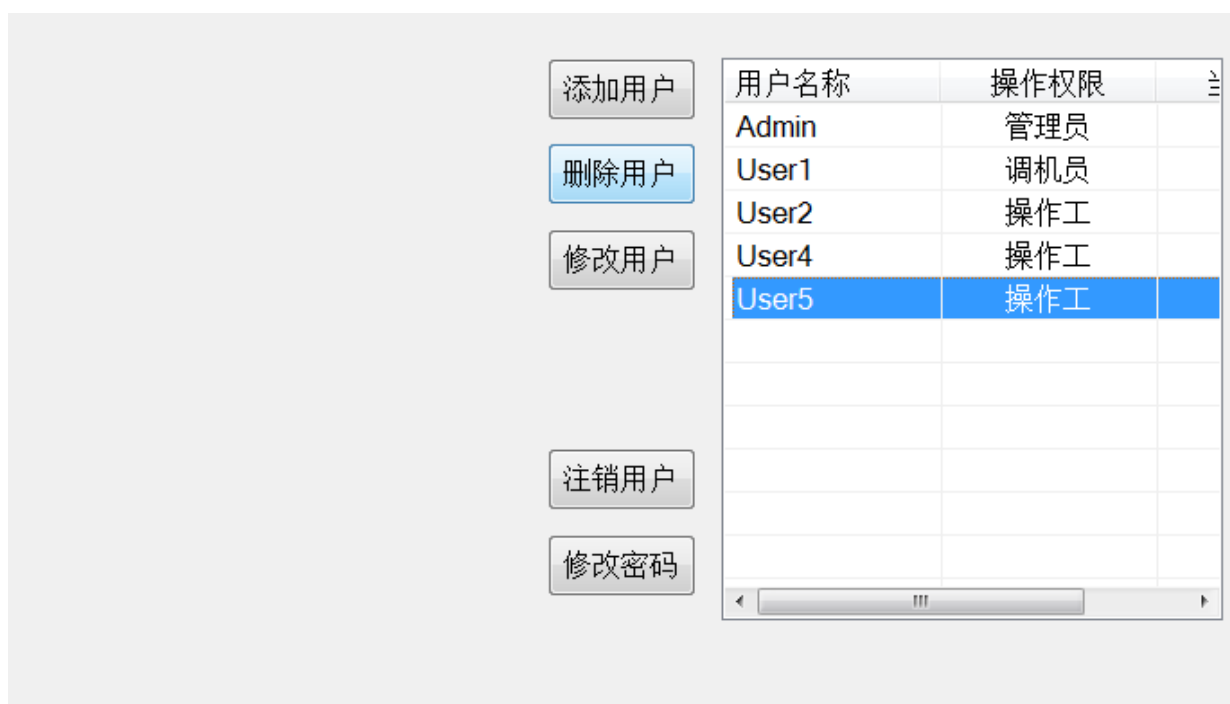 添加用户
删除用户
修改用户
注销用户
修改密码
用户名称 操作权限
Admin 管理员
User1 调机员
User2 操作工
User4 操作工
User5 操作工